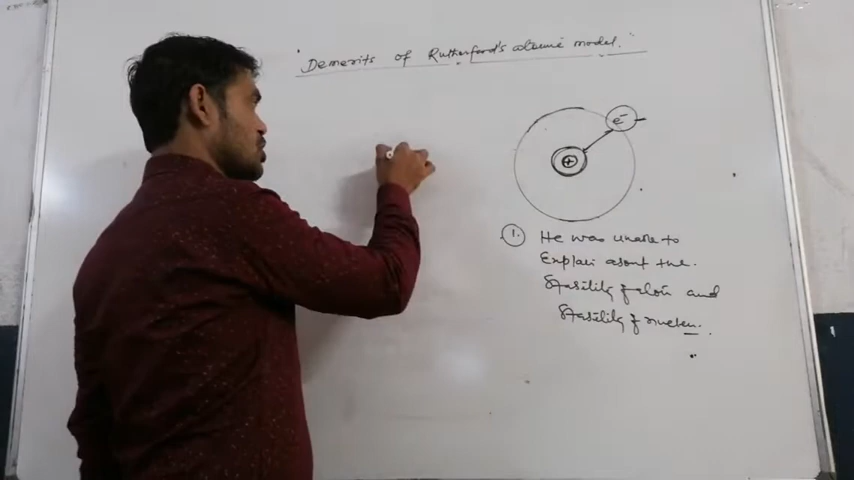 "Demerits of Rutherford's atomic model."
e-
+
1. He was unable to
Explain about the.
Stability of atom and
Stability of nucleus.